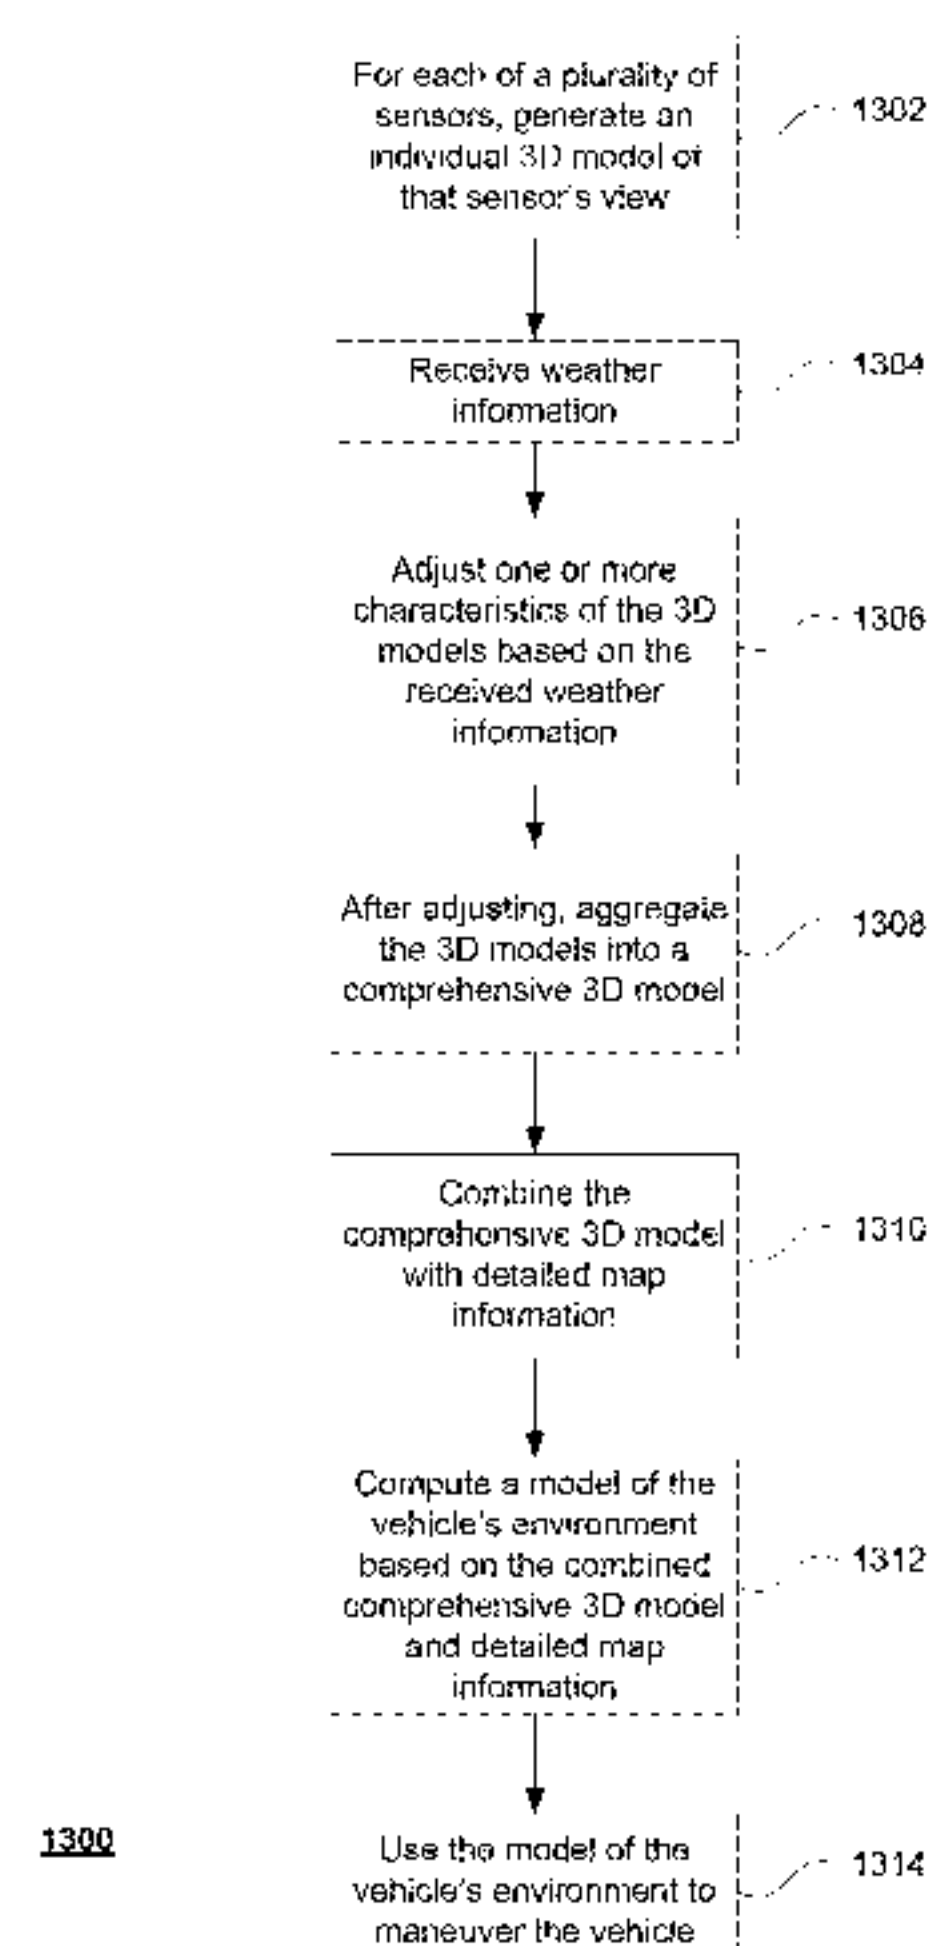 For each of a plurality of
sensors, generate an
individual 3D model of
that sensor's view
1302
Receive weather
information
1304
Adjust one or more
characteristics of the 3D
models based on the
received weather
information
1306
After adjusting, aggregate
the 3D models into a
comprehensive 3D model
1308
Combine the
comprehensive 3D model
with detailed map
information
1310
Compute a model of the
vehicle's environment
based on the combined
comprehensive 3D model
and detailed map
information
1312
Use the model of the
vehicle's environment to
maneuver the vehicle
1314
1300